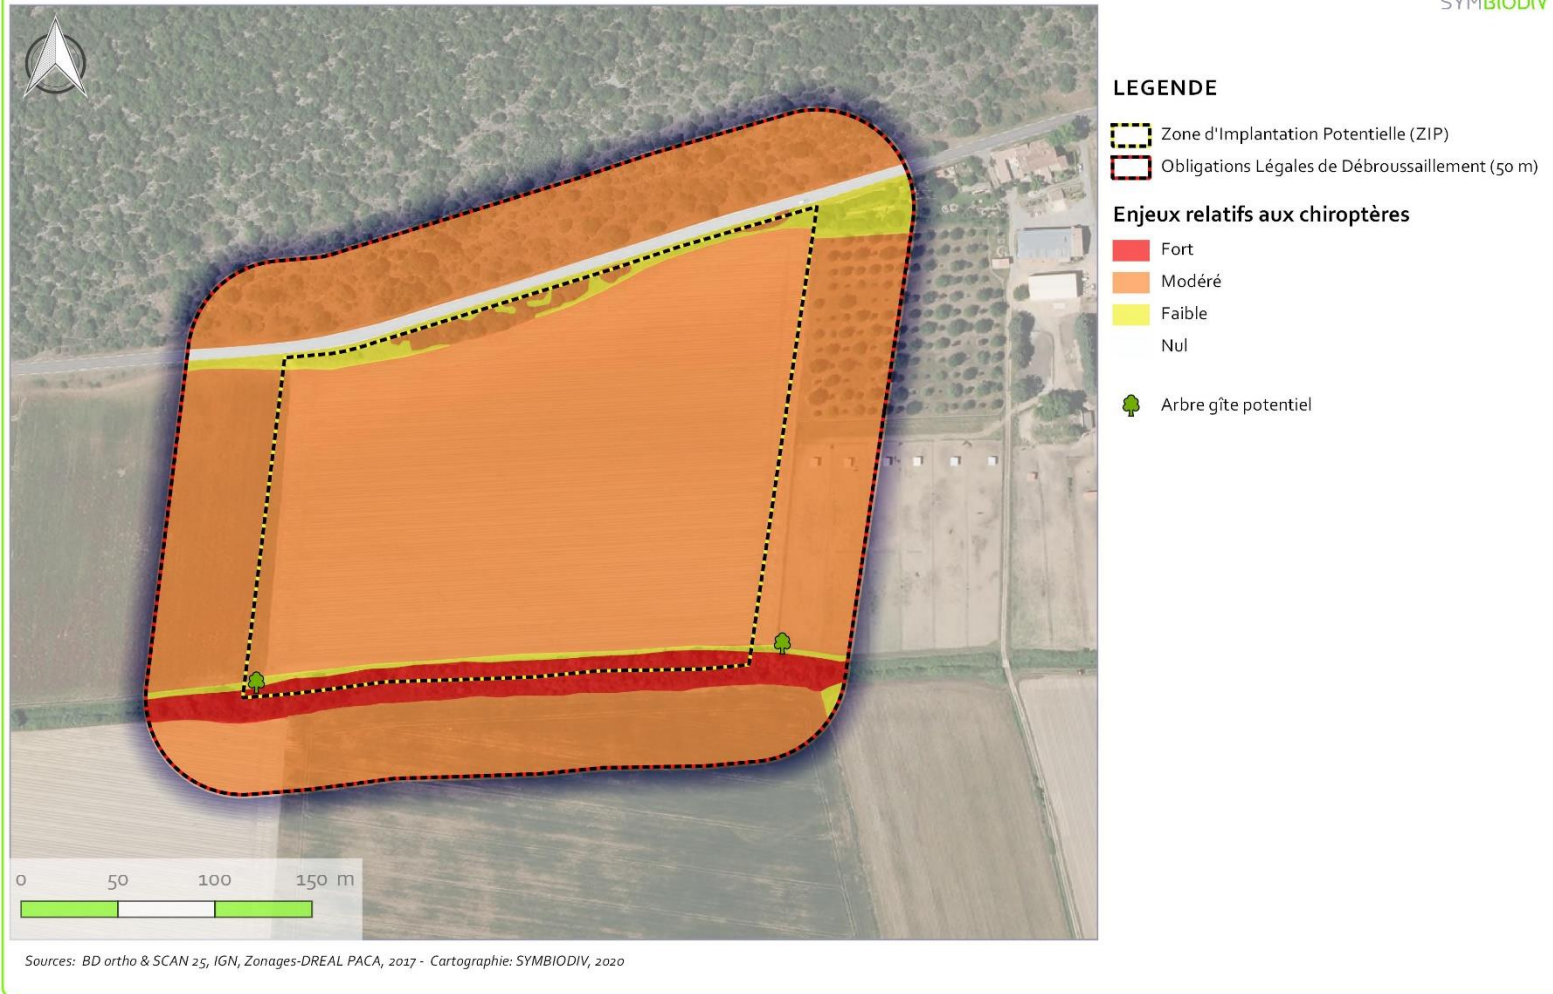 SYMBIODIV
LEGENDE
Zone d'Implantation Potentielle (ZIP)
Obligations Légales de Débroussaillement (50 m)
Enjeux relatifs aux chiroptères
Fort
Modéré
Faible
Nul
Arbre gîte potentiel
0 50 100 150 m
Sources: BD ortho & SCAN 25, IGN, Zonages-DREAL PACA, 2017 - Cartographie: SYMBIODIV, 2020